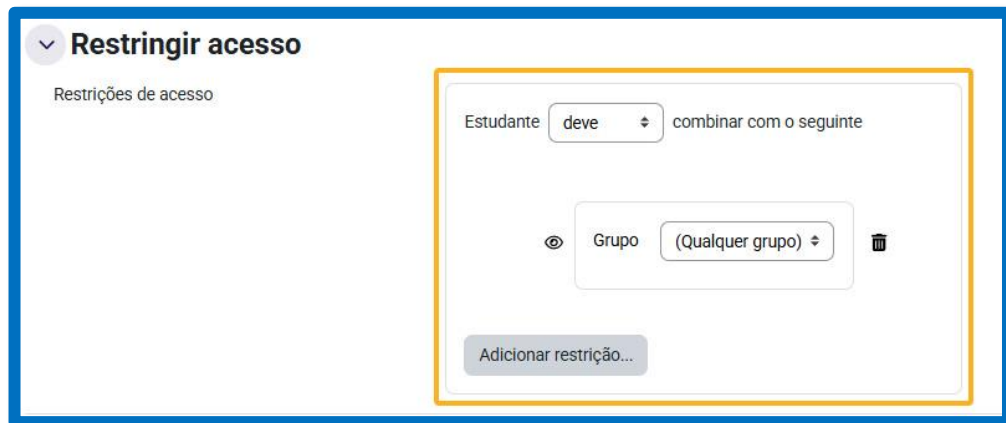 Restringir acesso
Restrições de acesso
Estudante deve combinar com o seguinte
Grupo (Qualquer grupo)
Adicionar restrição...